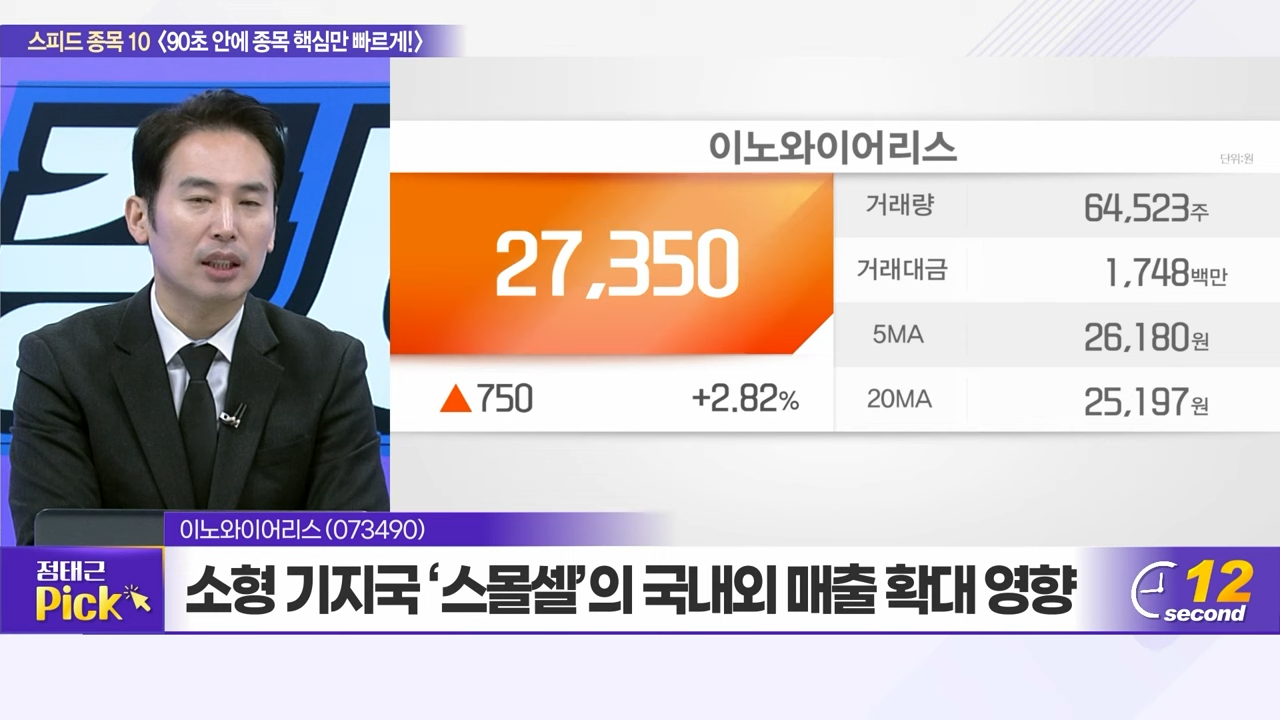 스피드 종목 10 〈90초 안에 종목 핵심만 빠르게!〉
이노와이어리스
단위:원
27,350
▲750 +2.82%
거래량 64,523주
거래대금 1,748백만
5MA 26,180원
20MA 25,197원
이노와이어리스(073490)
정태근
Pick
소형 기지국 ‘스몰셀’의 국내외 매출 확대 영향
12
second